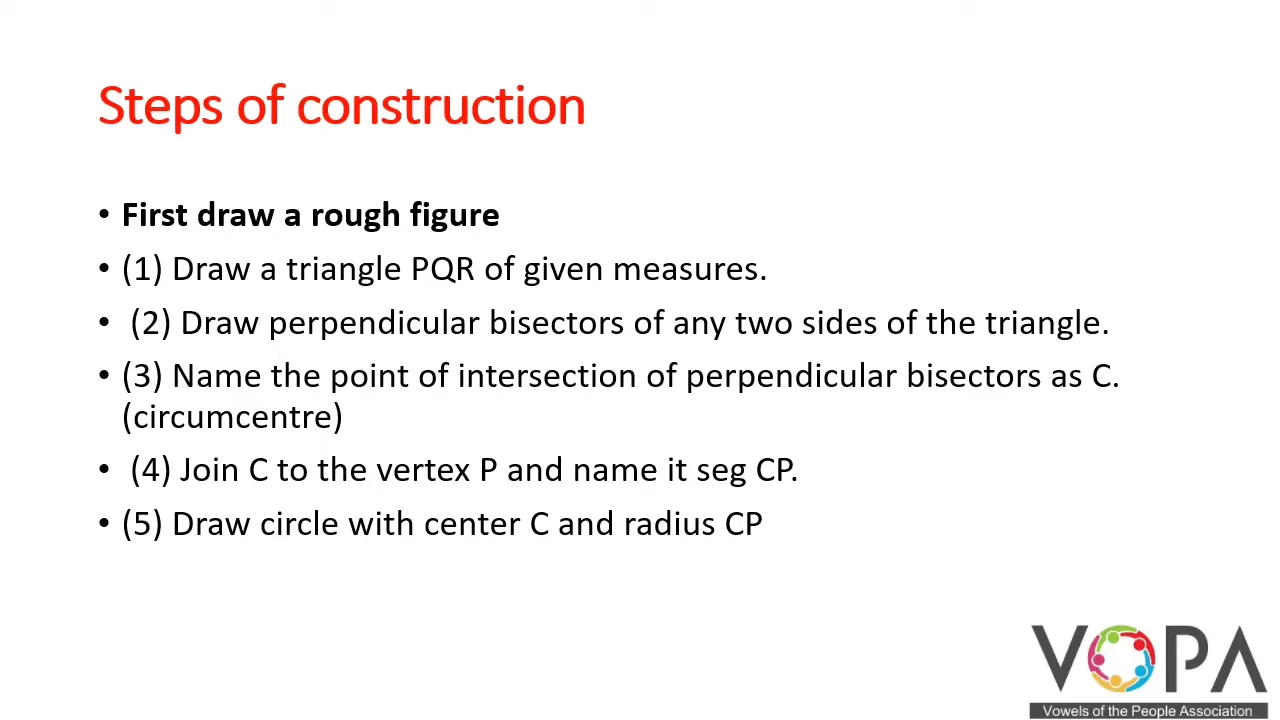 Steps of construction
• First draw a rough figure
• (1) Draw a triangle PQR of given measures.
• (2) Draw perpendicular bisectors of any two sides of the triangle.
• (3) Name the point of intersection of perpendicular bisectors as C.
(circumcentre)
• (4) Join C to the vertex P and name it seg CP.
• (5) Draw circle with center C and radius CP
VOPA
Vowels of the People Association